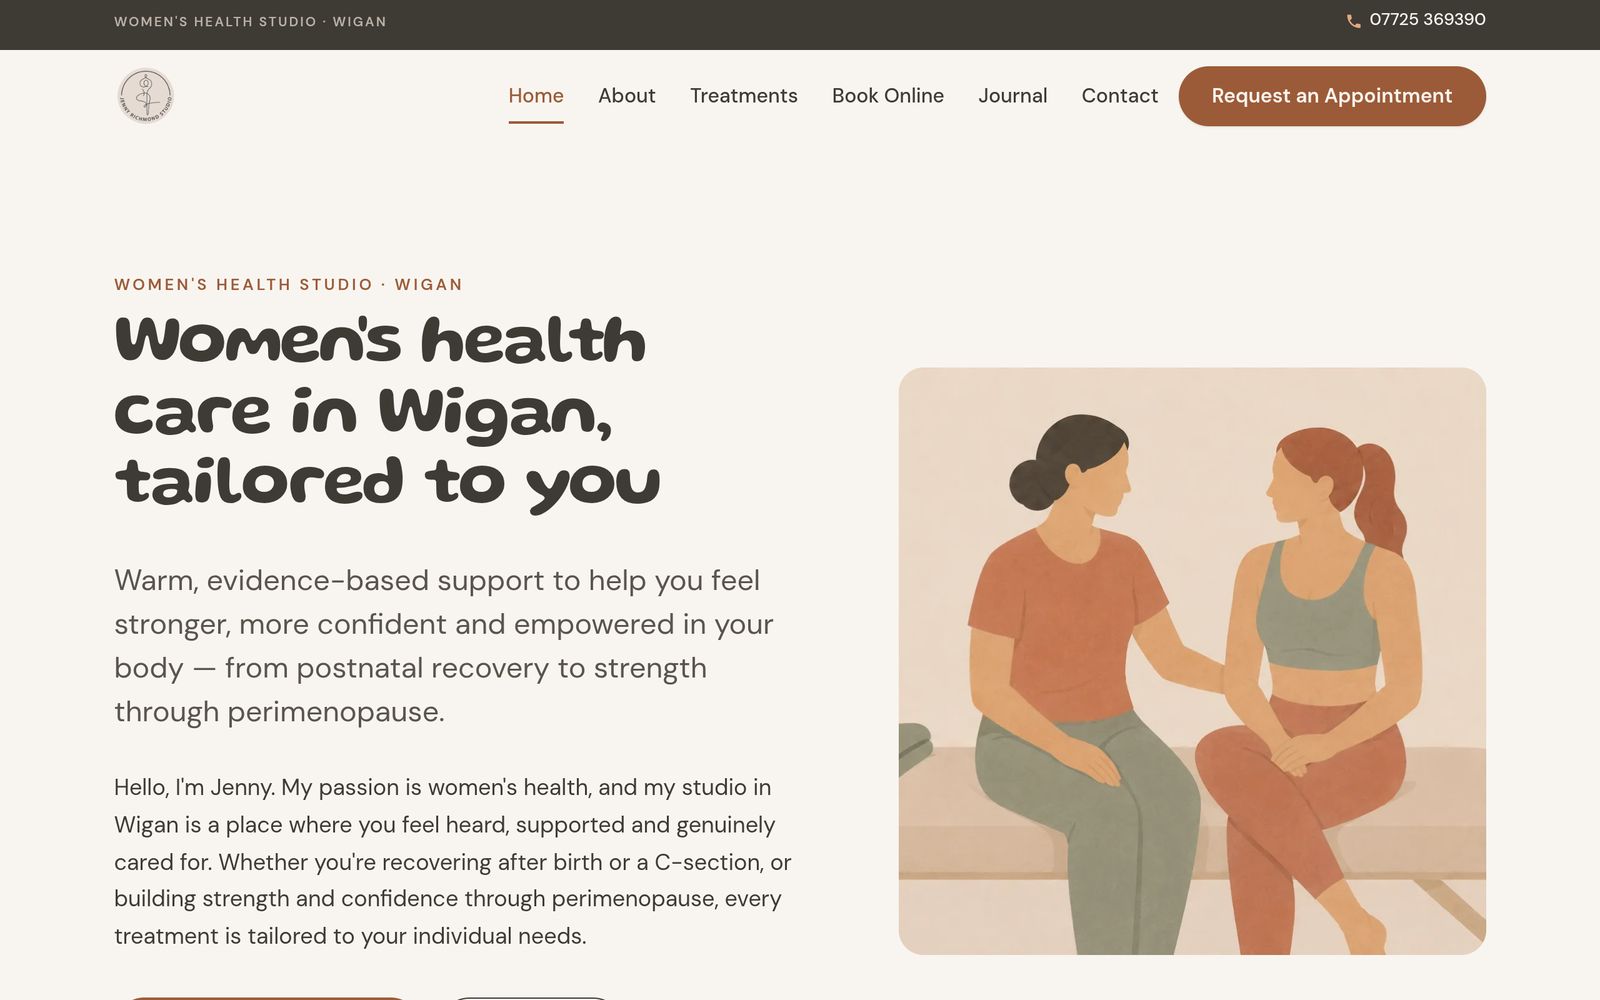 WOMEN'S HEALTH STUDIO · WIGAN
07725 369390
JENNY RICHMOND STUDIO
Home
About
Treatments
Book Online
Journal
Contact
Request an Appointment
WOMEN'S HEALTH STUDIO · WIGAN
Women's health
care in Wigan,
tailored to you
Warm, evidence-based support to help you feel
stronger, more confident and empowered in your
body — from postnatal recovery to strength
through perimenopause.
Hello, I'm Jenny. My passion is women's health, and my studio in
Wigan is a place where you feel heard, supported and genuinely
cared for. Whether you're recovering after birth or a C-section, or
building strength and confidence through perimenopause, every
treatment is tailored to your individual needs.